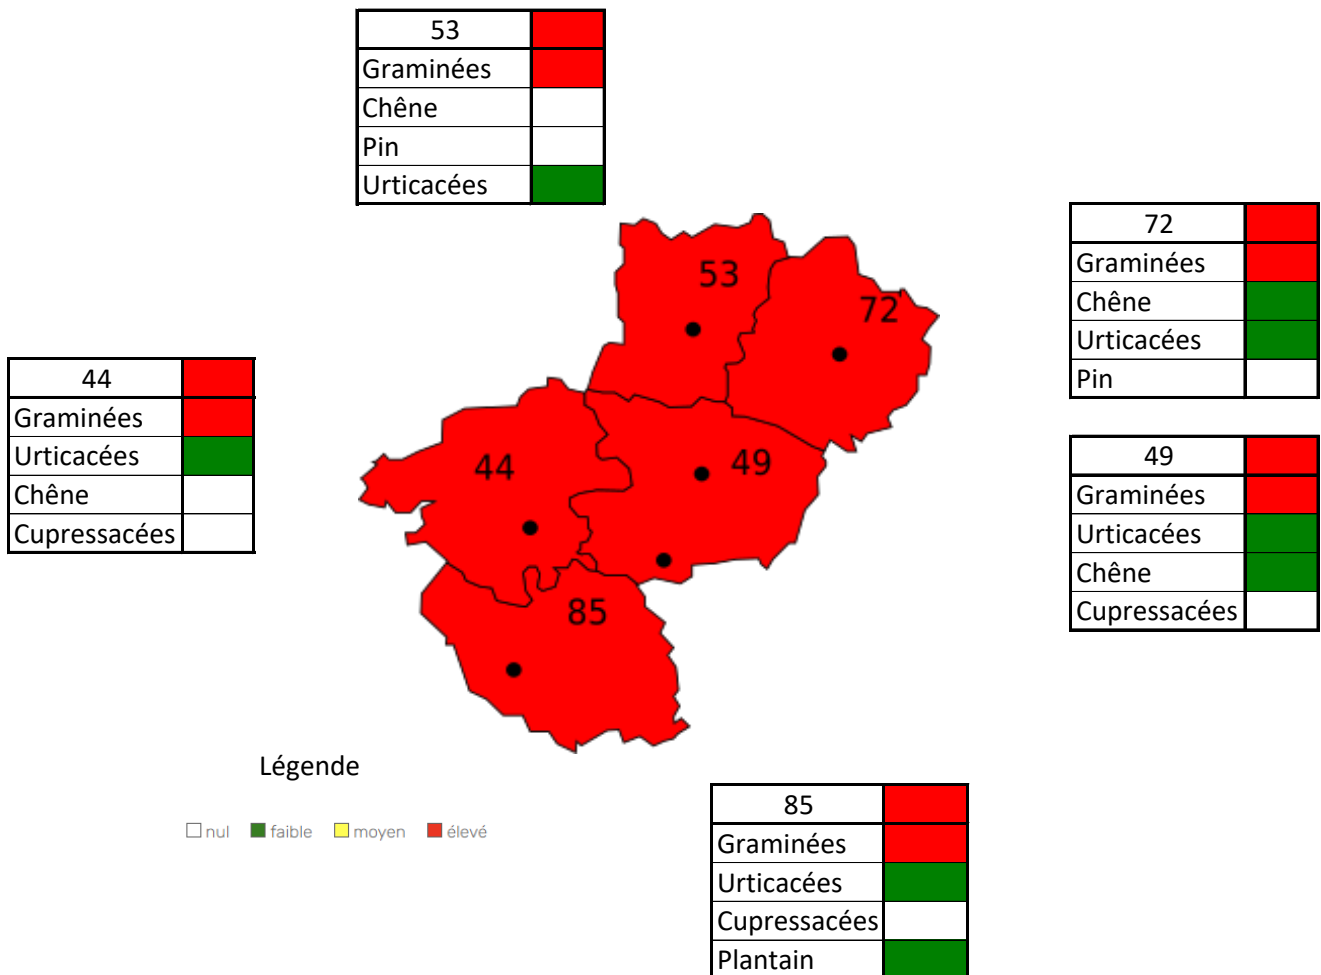 53
Graminées
Chêne
Pin
Urticacées
72
Graminées
Chêne
Urticacées
Pin
53
72
44
Graminées
Urticacées
Chêne
Cupressacées
44
49
49
Graminées
Urticacées
Chêne
Cupressacées
85
Légende
nul faible moyen élevé
85
Graminées
Urticacées
Cupressacées
Plantain